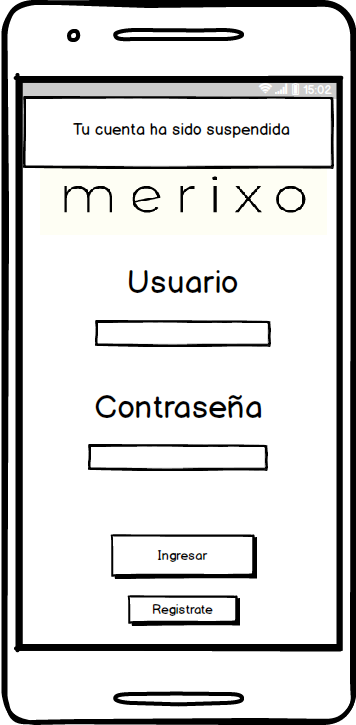 15:02
Tu cuenta ha sido suspendida
merixo
Usuario
Contraseña
Ingresar
Registrate